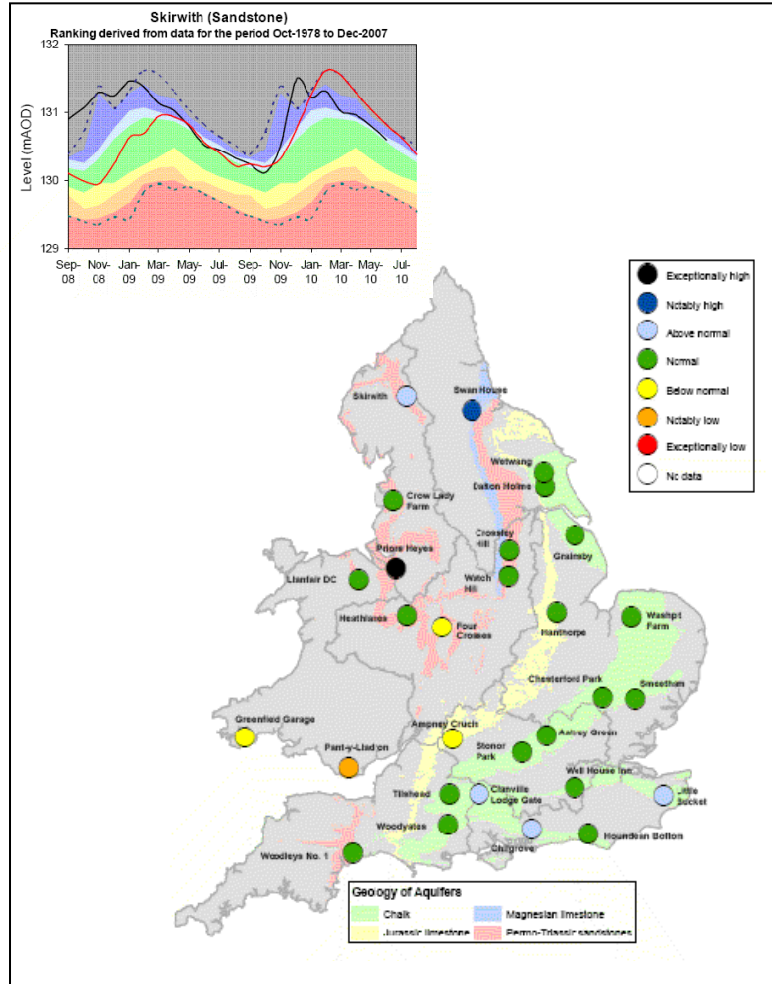 Skirwith (Sandstone)
Ranking derived from data for the period Oct-1978 to Dec-2007
132
131
130
129
Level (mAOD)
Sep- Nov- Jan- Mar- May- Jul- Sep- Nov- Jan- Mar- May- Jul-
08 08 09 09 09 09 09 09 10 10 10 10
Exceptionally high
Notably high
Above normal
Normal
Below normal
Notably low
Exceptionally low
No data
Skirwith
Swan House
Wetwang
Dalton Holme
Crow Lady
Farm
Priors Heyes
Crossley
Hill
Grainsby
Llanfair DC
Watch
Hill
Heathlanes
Four
Crosses
Hanthorpe
Washpit
Farm
Chesterford Park
Smeetham
Greenfield Garage
Ampney Cruch
Pant-y-Lladron
Stonor
Park
Aston Green
Well House Inn
Tilshead
Clanville
Lodge Gate
Little
Bucket
Woodyates
Chilgrove
Houndean Bottom
Woodleys No. 1
Geology of Aquifers
Chalk
Magnesian limestone
Jurassic limestone
Permo-Triassic sandstones